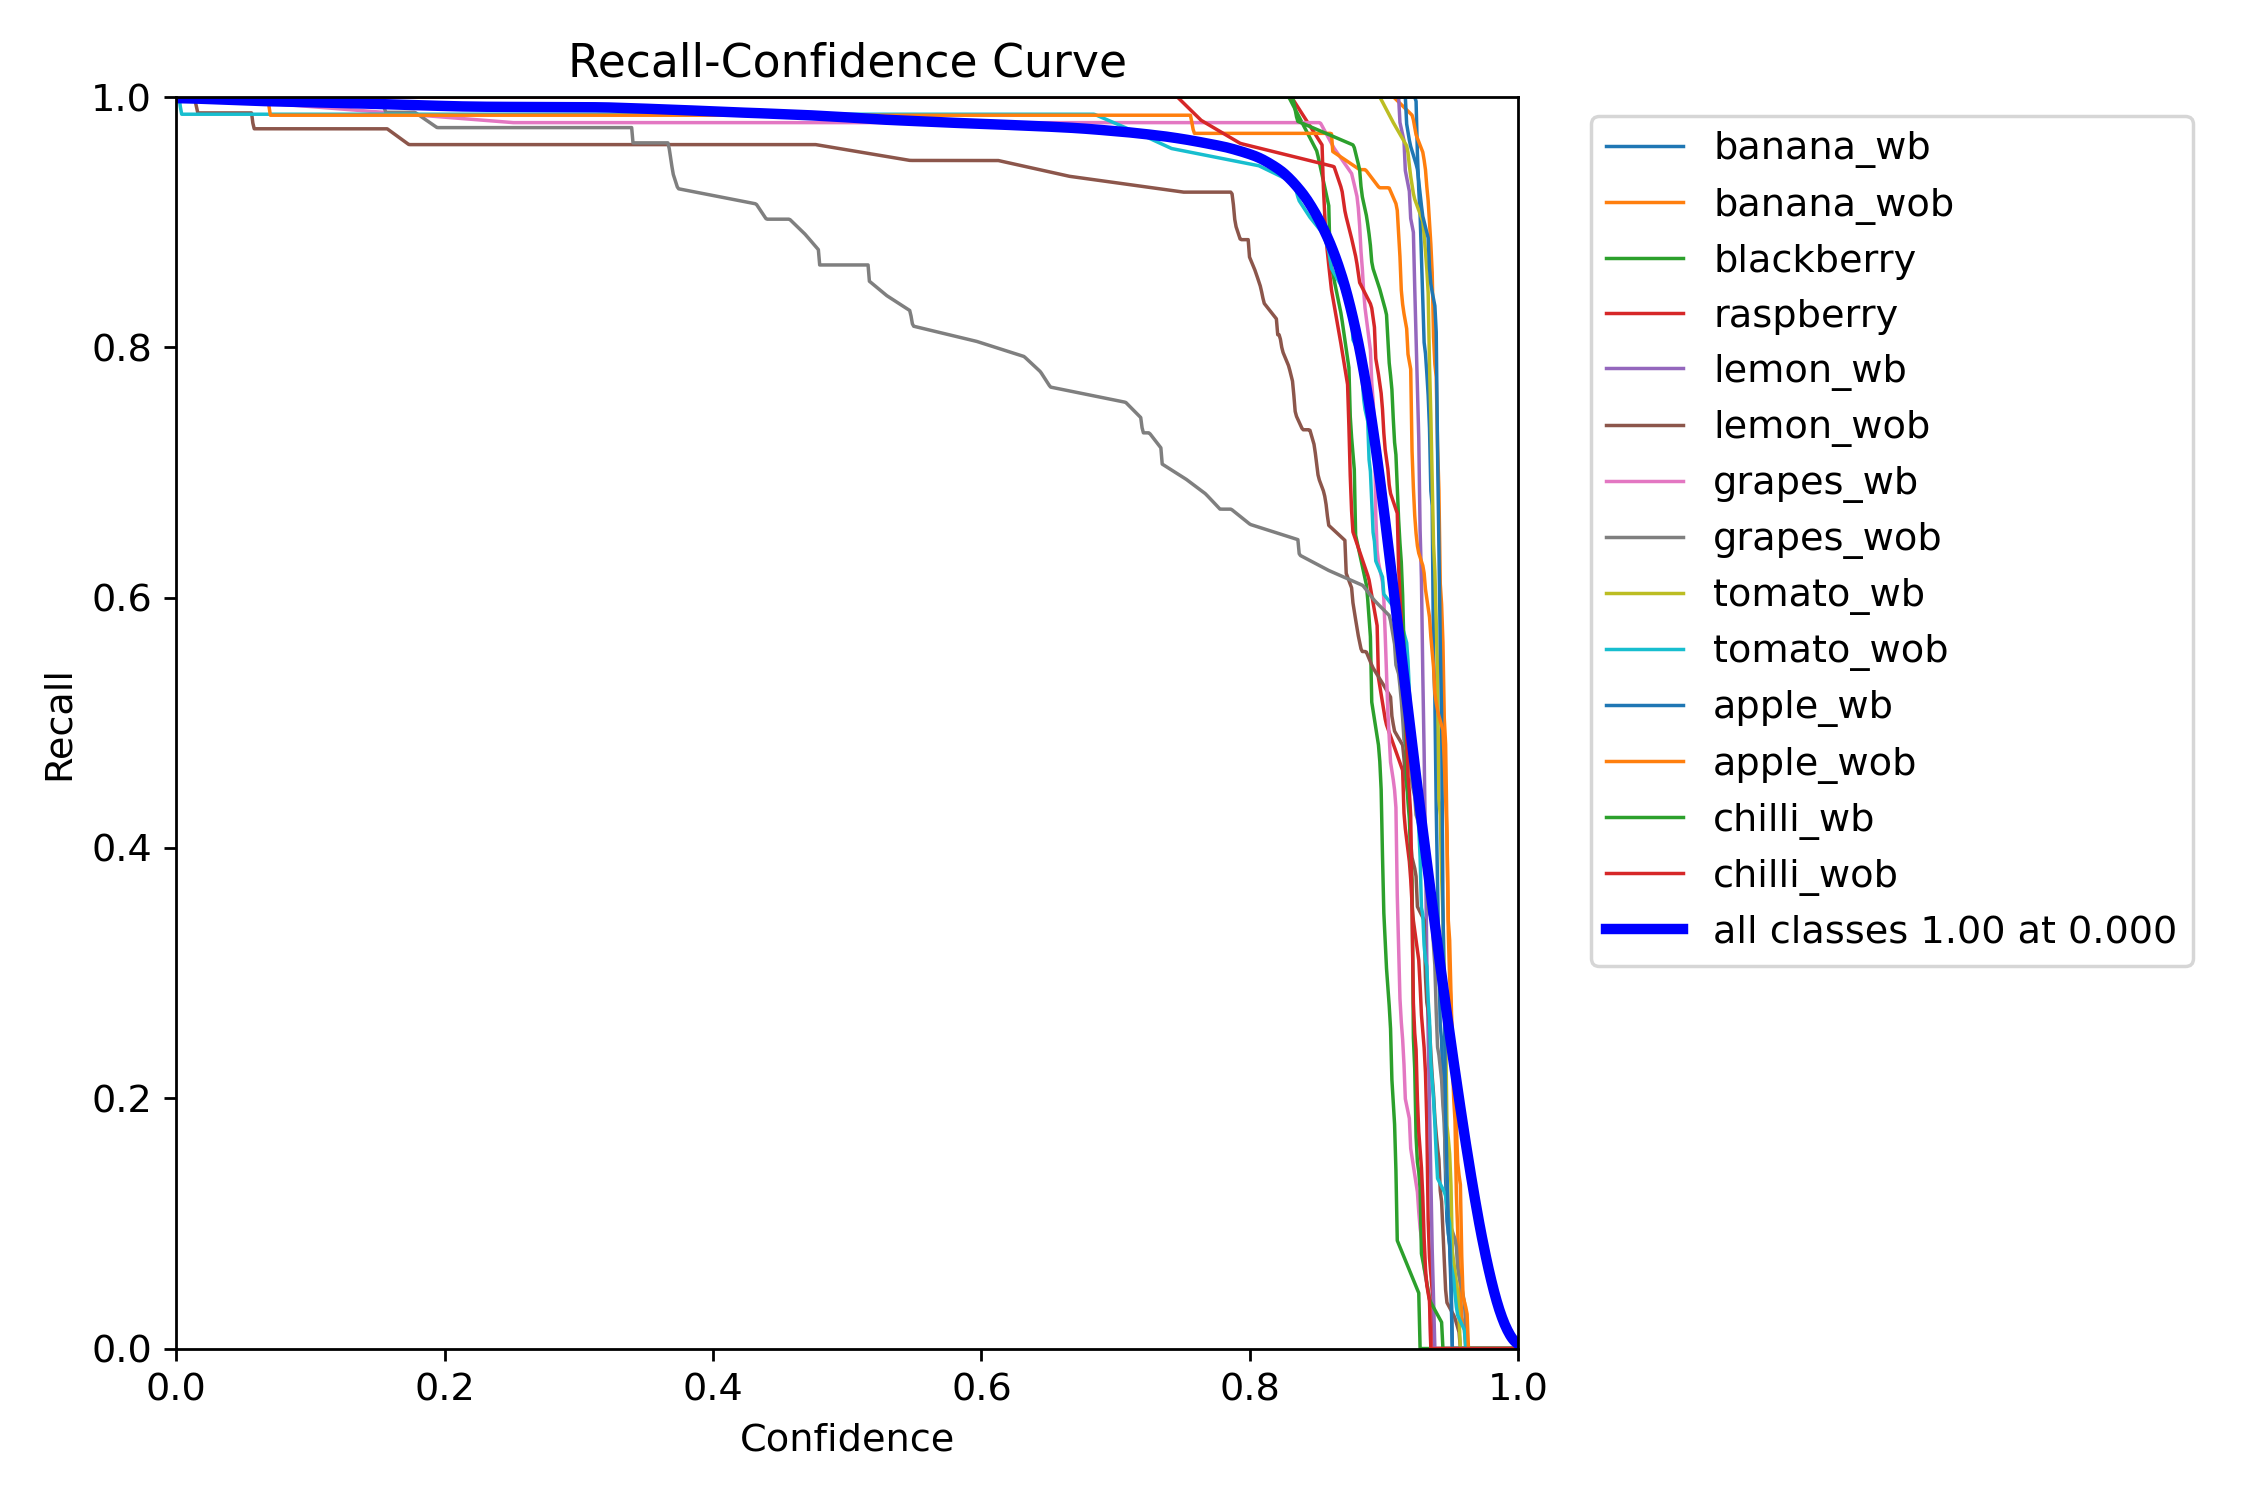 Recall-Confidence Curve
1.0
0.8
0.6
0.4
0.2
0.0
Recall
0.0 0.2 0.4 0.6 0.8 1.0
Confidence
banana_wb
banana_wob
blackberry
raspberry
lemon_wb
lemon_wob
grapes_wb
grapes_wob
tomato_wb
tomato_wob
apple_wb
apple_wob
chilli_wb
chilli_wob
all classes 1.00 at 0.000